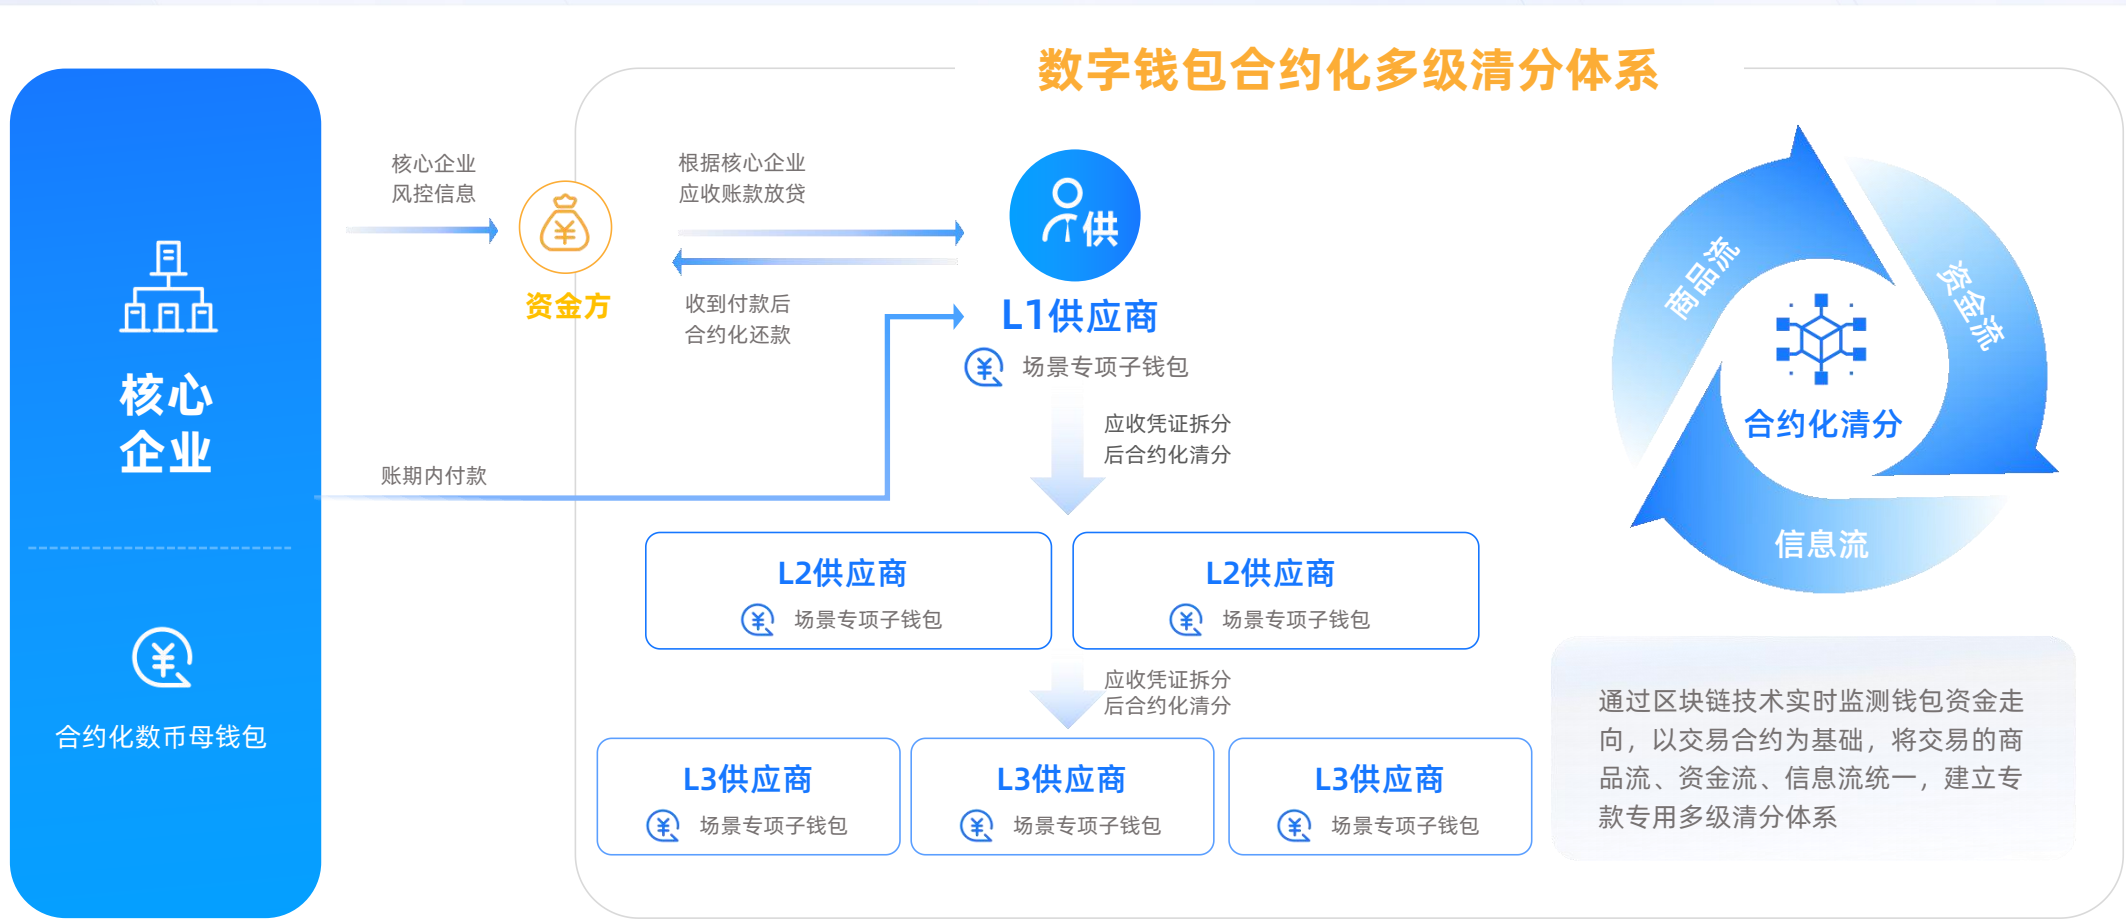 数字钱包合约化多级清分体系
核心企业
风控信息
资金方
根据核心企业
应收账款放贷
收到付款后
合约化还款
供
L1供应商
场景专项子钱包
核心
企业
合约化数币母钱包
账期内付款
应收凭证拆分
后合约化清分
L2供应商
场景专项子钱包
L2供应商
场景专项子钱包
应收凭证拆分
后合约化清分
L3供应商
场景专项子钱包
L3供应商
场景专项子钱包
L3供应商
场景专项子钱包
商品流
资金流
合约化清分
信息流
通过区块链技术实时监测钱包资金走
向，以交易合约为基础，将交易的商
品流、资金流、信息流统一，建立专
款专用多级清分体系